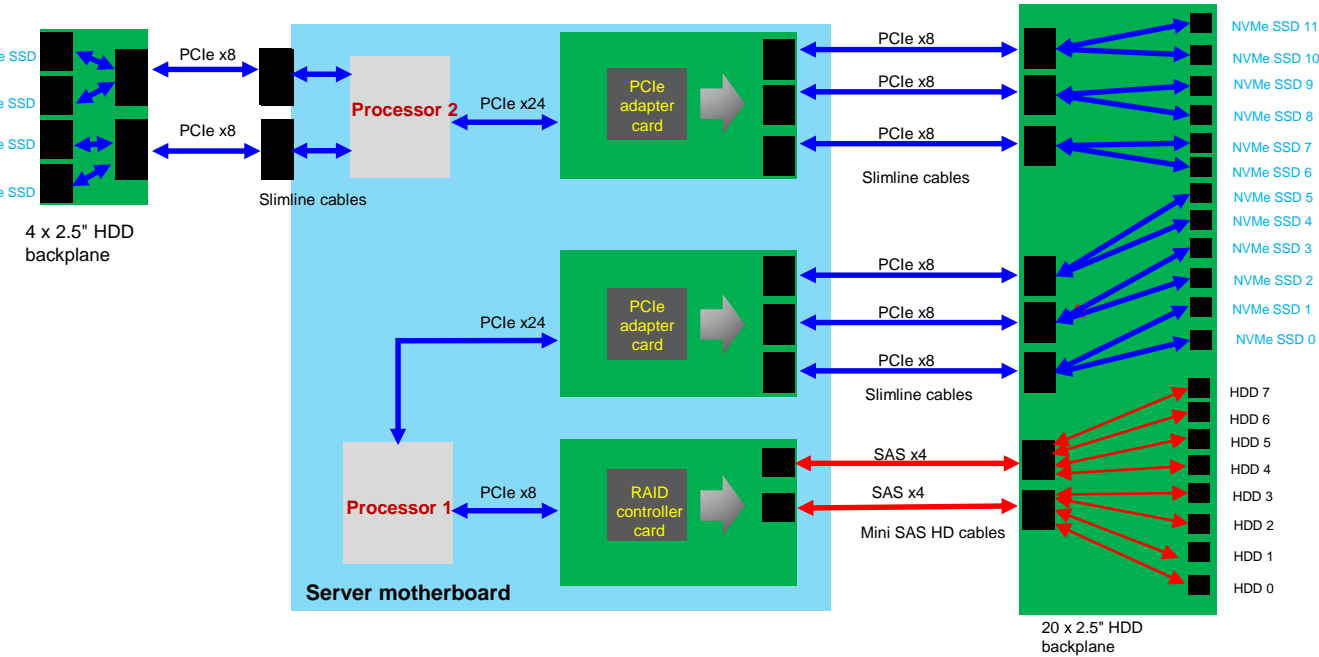 SSD
SSD
SSD
SSD
4 x 2.5" HDD
backplane
PCIe x8
PCIe x8
Slimline cables
Processor 2
PCIe x24
PCIe
adapter
card
PCIe x8
PCIe x8
PCIe x8
Slimline cables
PCIe x24
PCIe
adapter
card
PCIe x8
PCIe x8
PCIe x8
Slimline cables
Processor 1
PCIe x8
RAID
controller
card
SAS x4
SAS x4
Mini SAS HD cables
Server motherboard
NVMe SSD 11
NVMe SSD 10
NVMe SSD 9
NVMe SSD 8
NVMe SSD 7
NVMe SSD 6
NVMe SSD 5
NVMe SSD 4
NVMe SSD 3
NVMe SSD 2
NVMe SSD 1
NVMe SSD 0
HDD 7
HDD 6
HDD 5
HDD 4
HDD 3
HDD 2
HDD 1
HDD 0
20 x 2.5" HDD
backplane